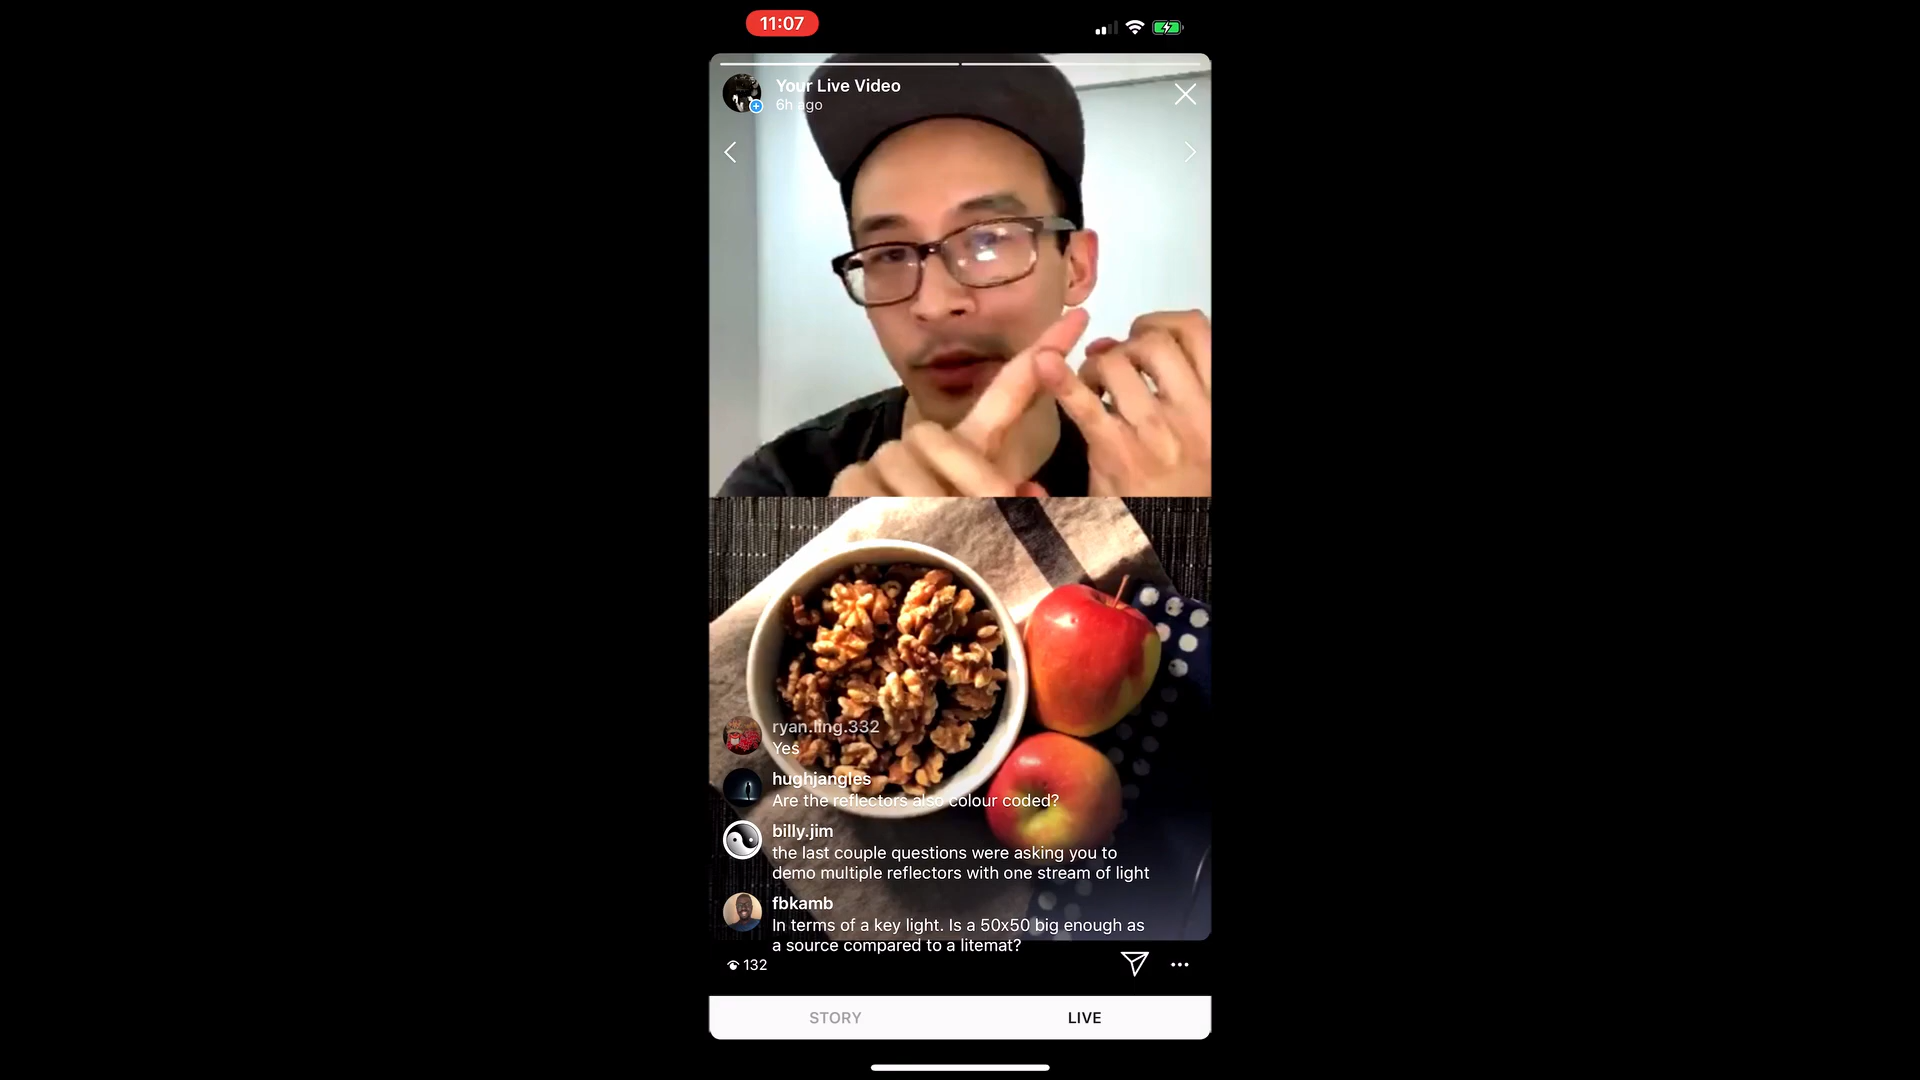 11:07
Your Live Video
6h ago
ryan.ling.332
Yes
hughjangles
Are the reflectors also colour coded?
billy.jim
the last couple questions were asking you to
demo multiple reflectors with one stream of light
fbkamb
In terms of a key light. Is a 50x50 big enough as
a source compared to a litemat?
132
STORY
LIVE